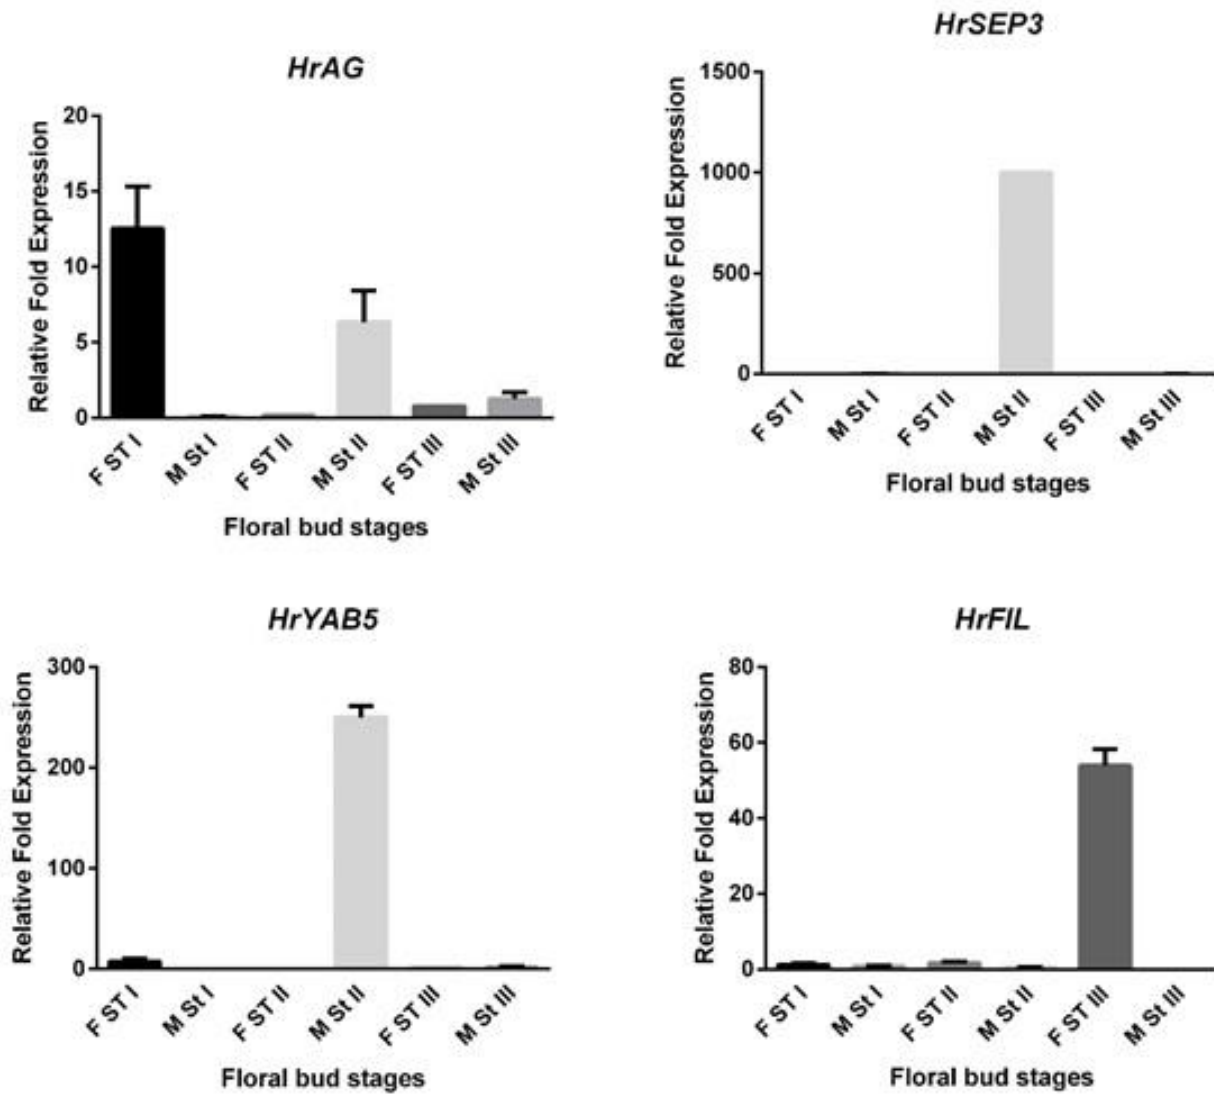 HrAG
Relative Fold Expression
20
15
10
5
0
F ST I
M St I
F ST II
M St II
F ST III
M St III
Floral bud stages
HrSEP3
Relative Fold Expression
1500
1000
500
0
F ST I
M St I
F ST II
M St II
F ST III
M St III
Floral bud stages
HrYAB5
Relative Fold Expression
300
200
100
0
F ST I
M St I
F ST II
M St II
F ST III
M St III
Floral bud stages
HrFIL
Relative Fold Expression
80
60
40
20
0
F ST I
M St I
F ST II
M St II
F ST III
M St III
Floral bud stages